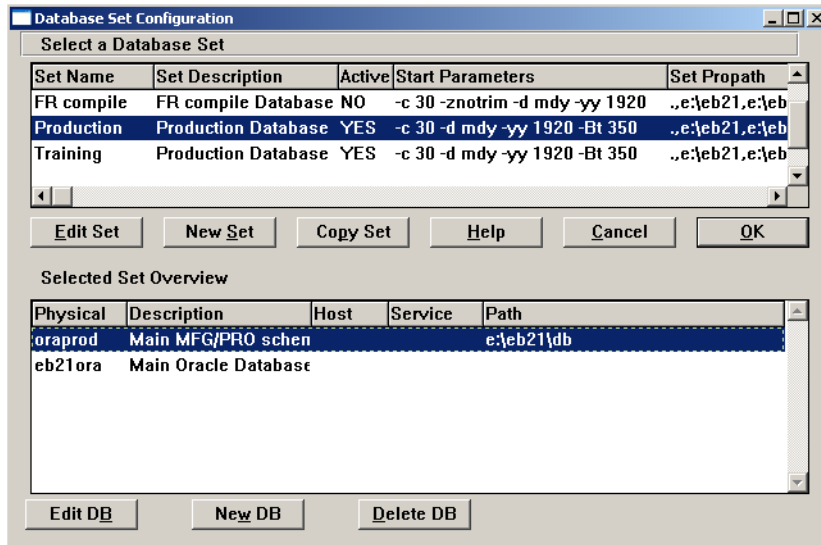 Database Set Configuration
Select a Database Set
Set Name Set Description Active Start Parameters Set Propath
FR compile FR compile Database NO -c 30 -znotrim -d mdy -yy 1920 .,e:\eb21,e:\eb
Production Production Database YES -c 30 -d mdy -yy 1920 -Bt 350 .,e:\eb21,e:\eb
Training Production Database YES -c 30 -d mdy -yy 1920 -Bt 350 .,e:\eb21,e:\eb
Edit Set New Set Copy Set Help Cancel OK
Selected Set Overview
Physical Description Host Service Path
oraprod Main MFG/PRO schen e:\eb21\db
eb21ora Main Oracle Database
Edit DB New DB Delete DB